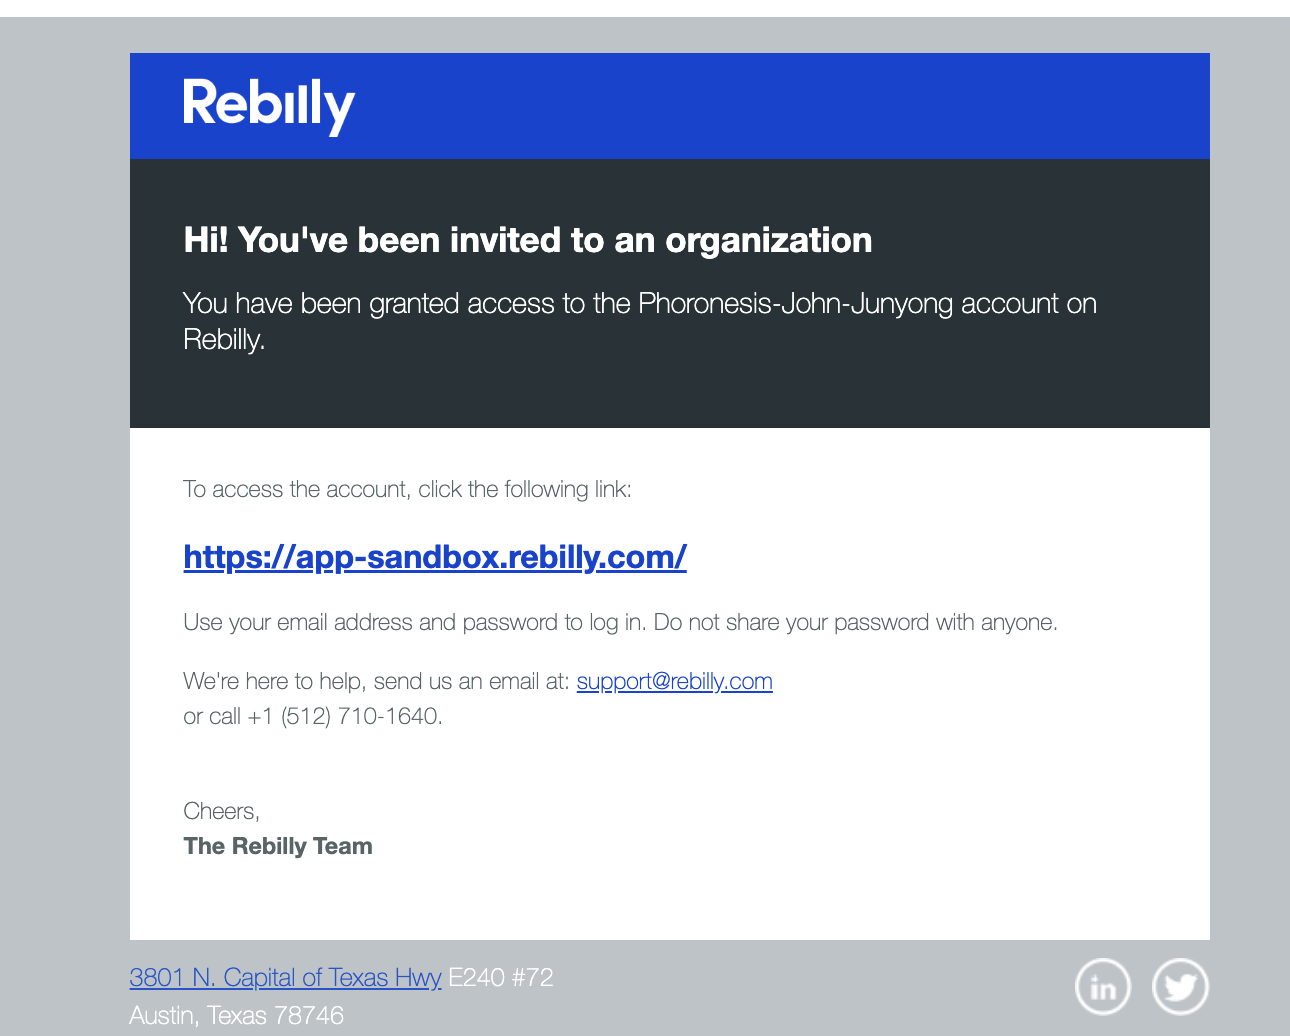 Rebilly
Hi! You've been invited to an organization
You have been granted access to the Phoronesis-John-Junyong account on
Rebilly.
To access the account, click the following link:
https://app-sandbox.rebilly.com/
Use your email address and password to log in. Do not share your password with anyone.
We're here to help, send us an email at: support@rebilly.com
or call +1 (512) 710-1640.
Cheers,
The Rebilly Team
3801 N. Capital of Texas Hwy E240 #72
in
Austin, Texas 78746